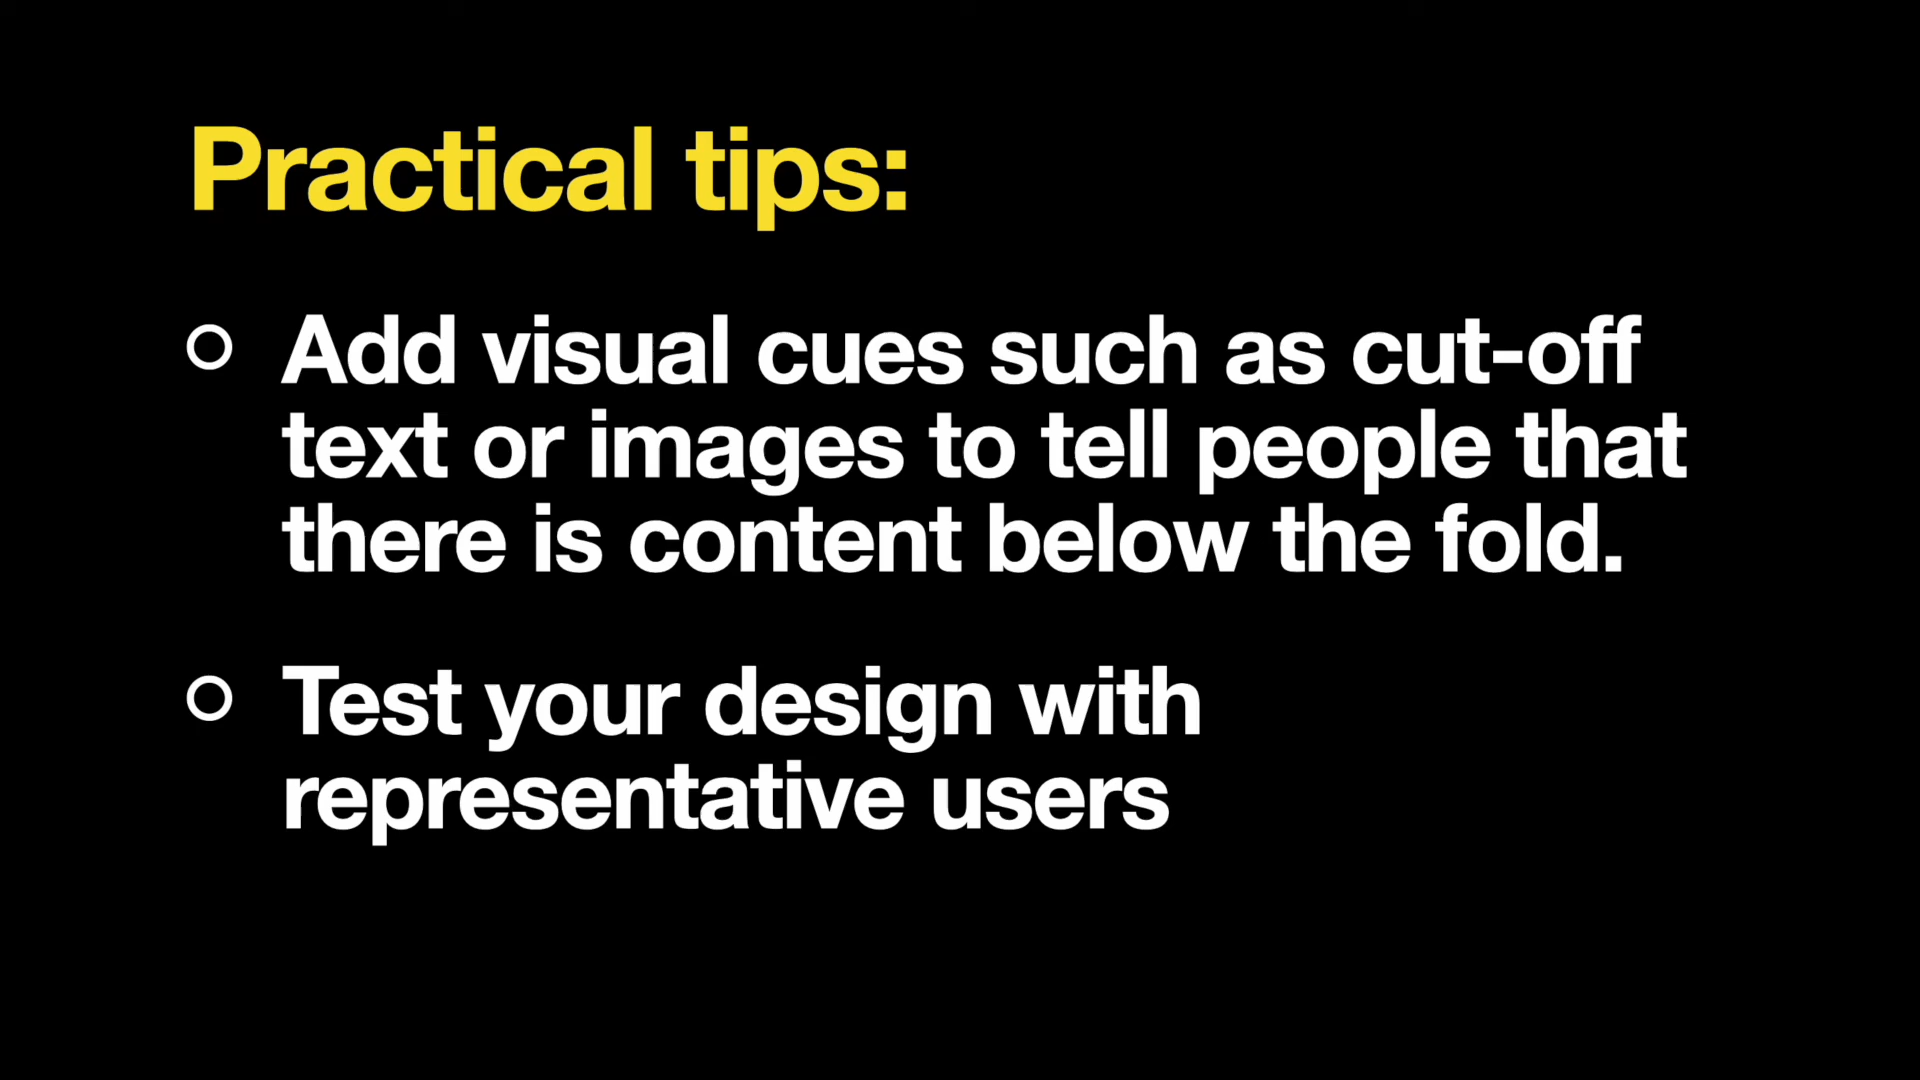 Practical tips:
Add visual cues such as cut-off
text or images to tell people that
there is content below the fold.
Test your design with
representative users